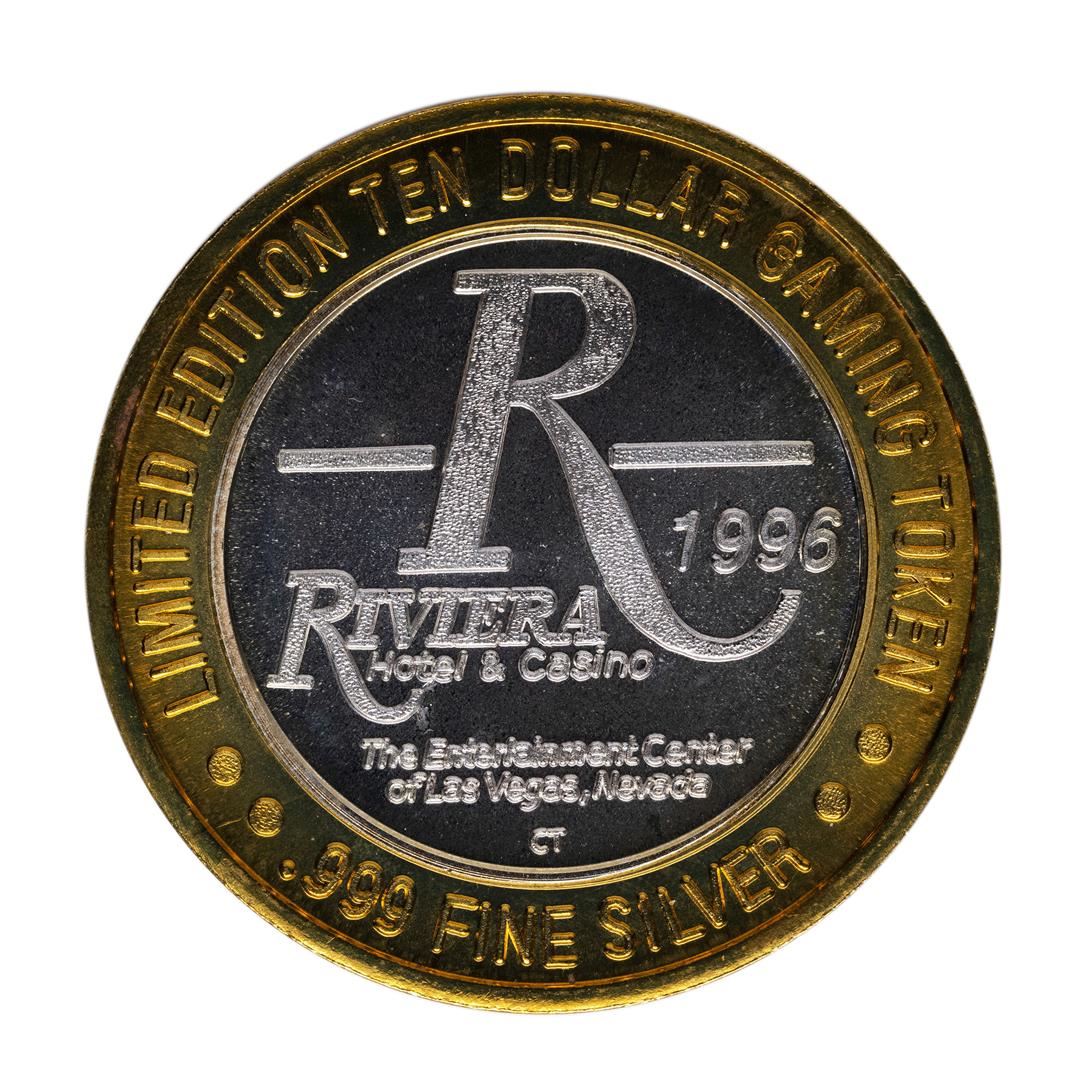 LIMITED EDITION TEN DOLLAR GAMING TOKEN
R
1996
RIVIERA
Hotel & Casino
The Entertainment Center
of Las Vegas, Nevada
CT
.999 FINE SILVER